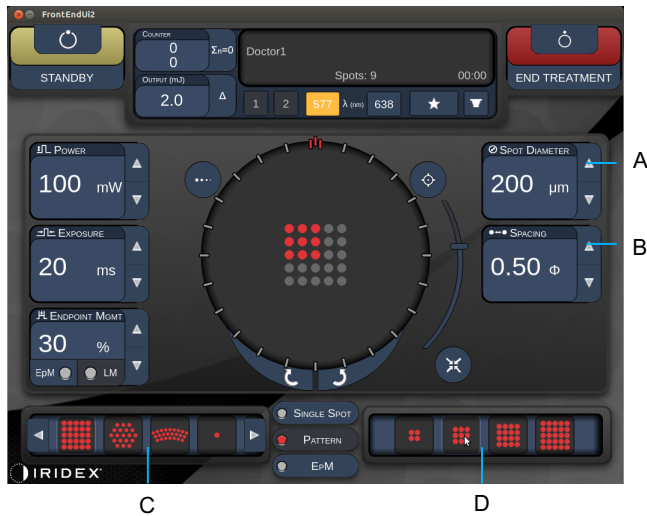 FrontEndUi2
STANDBY
COUNTER
0
0
Σn=0
OUTPUT (mJ)
2.0
Δ
Doctor1
Spots: 9
00:00
1 2 577 λ (nm) 638
END TREATMENT
POWER
100 mW
EXPOSURE
20 ms
ENDPOINT MGMT
30 %
EpM LM
SPOT DIAMETER
200 µm
A
SPACING
0.50 Φ
B
SINGLE SPOT
PATTERN
EPM
IRIDEX
C
D